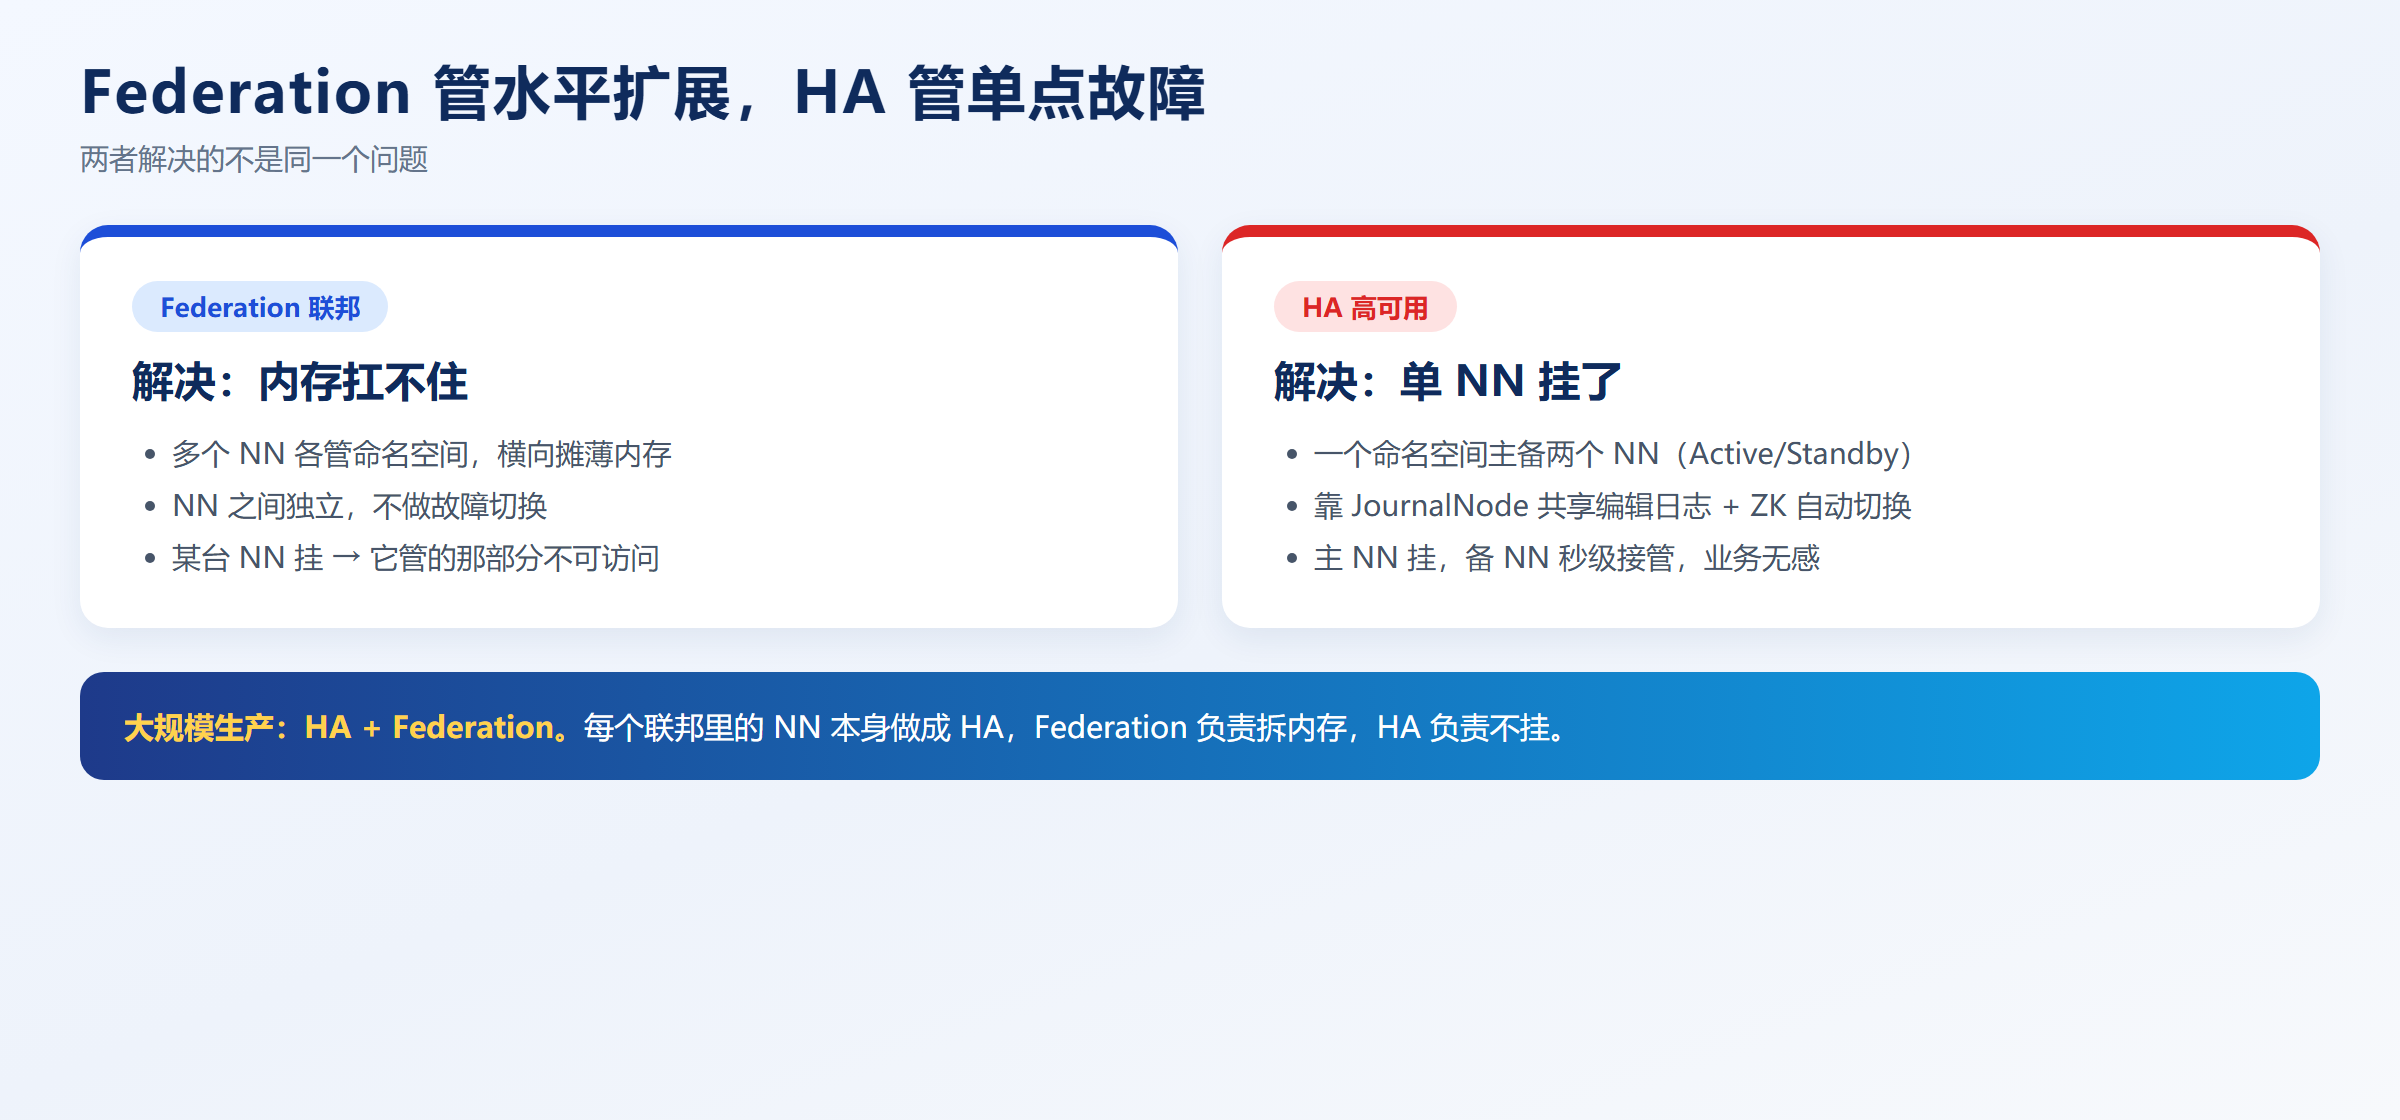 Federation 管水平扩展，HA 管单点故障
两者解决的不是同一个问题
Federation 联邦
解决：内存扛不住
• 多个 NN 各管命名空间，横向摊薄内存
• NN 之间独立，不做故障切换
• 某台 NN 挂 → 它管的那部分不可访问
HA 高可用
解决：单 NN 挂了
• 一个命名空间主备两个 NN（Active/Standby）
• 靠 JournalNode 共享编辑日志 + ZK 自动切换
• 主 NN 挂，备 NN 秒级接管，业务无感
大规模生产：HA + Federation。每个联邦里的 NN 本身做成 HA，Federation 负责拆内存，HA 负责不挂。